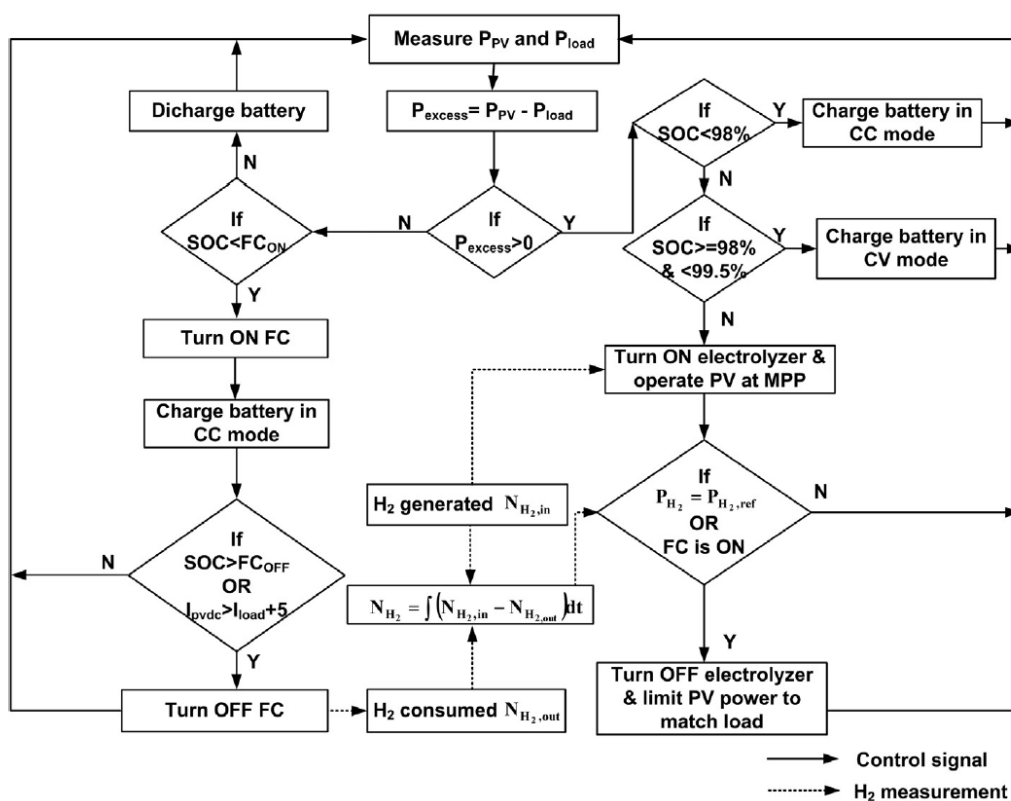 Measure P_PV and P_load
Dicharge battery
P_excess= P_PV - P_load
If
SOC<98%
Y
Charge battery in
CC mode
N
N
If
SOC<FC_ON
N
If
P_excess>0
Y
If
SOC>=98%
& <99.5%
Y
Charge battery in
CV mode
Y
N
Turn ON FC
Turn ON electrolyzer &
operate PV at MPP
Charge battery in
CC mode
If
P_H₂ = P_H₂,ref
OR
FC is ON
N
H₂ generated N_H₂,in
If
SOC>FC_OFF
OR
I_pvdc>I_load+5
N
N_H₂ = ∫(N_H₂,in − N_H₂,out)dt
Y
Y
Turn OFF FC
H₂ consumed N_H₂,out
Turn OFF electrolyzer
& limit PV power to
match load
Control signal
H₂ measurement